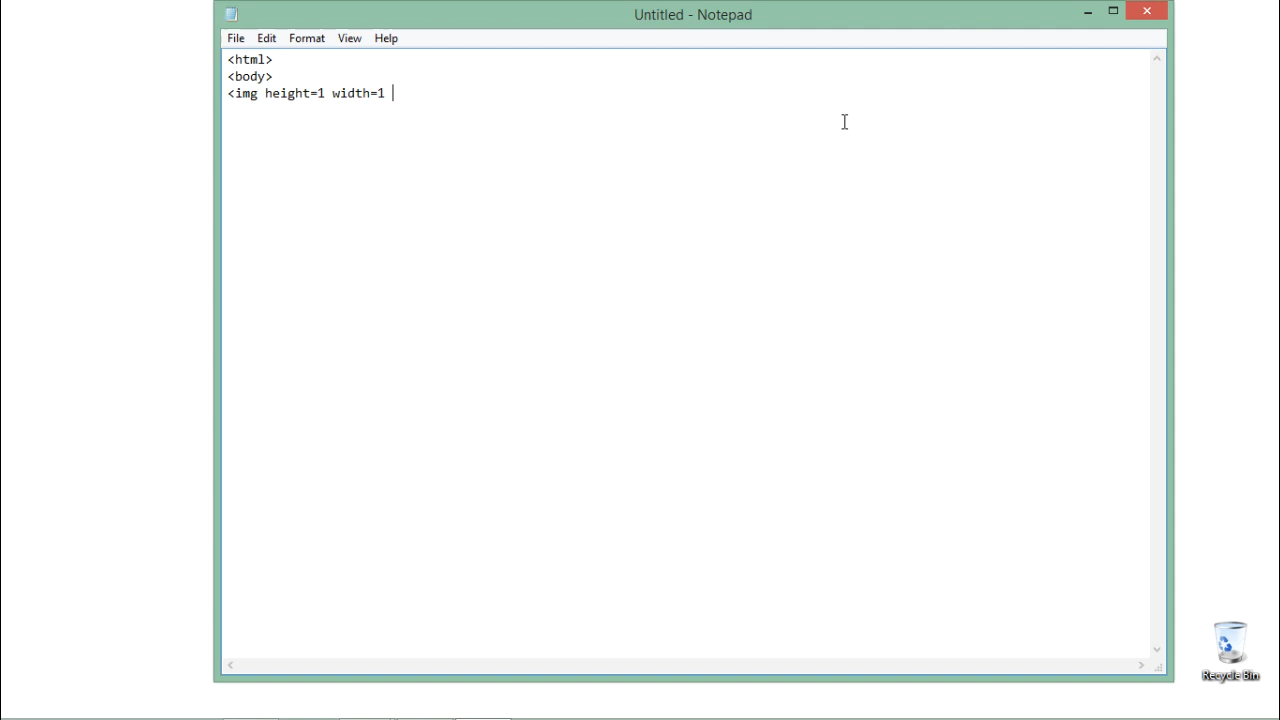 Untitled - Notepad
File Edit Format View Help
<html>
<body>
<img height=1 width=1
Recycle Bin